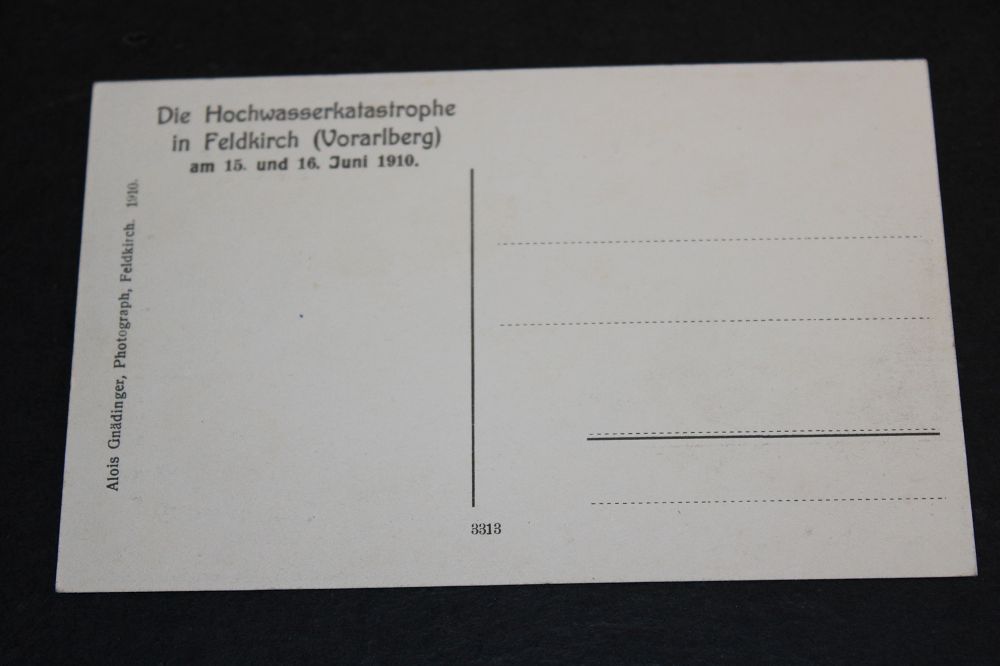 Die Hochwasserkatastrophe
in Feldkirch (Vorarlberg)
am 15. und 16. Juni 1910.
Alois Gnädinger, Photograph, Feldkirch. 1910.
3313